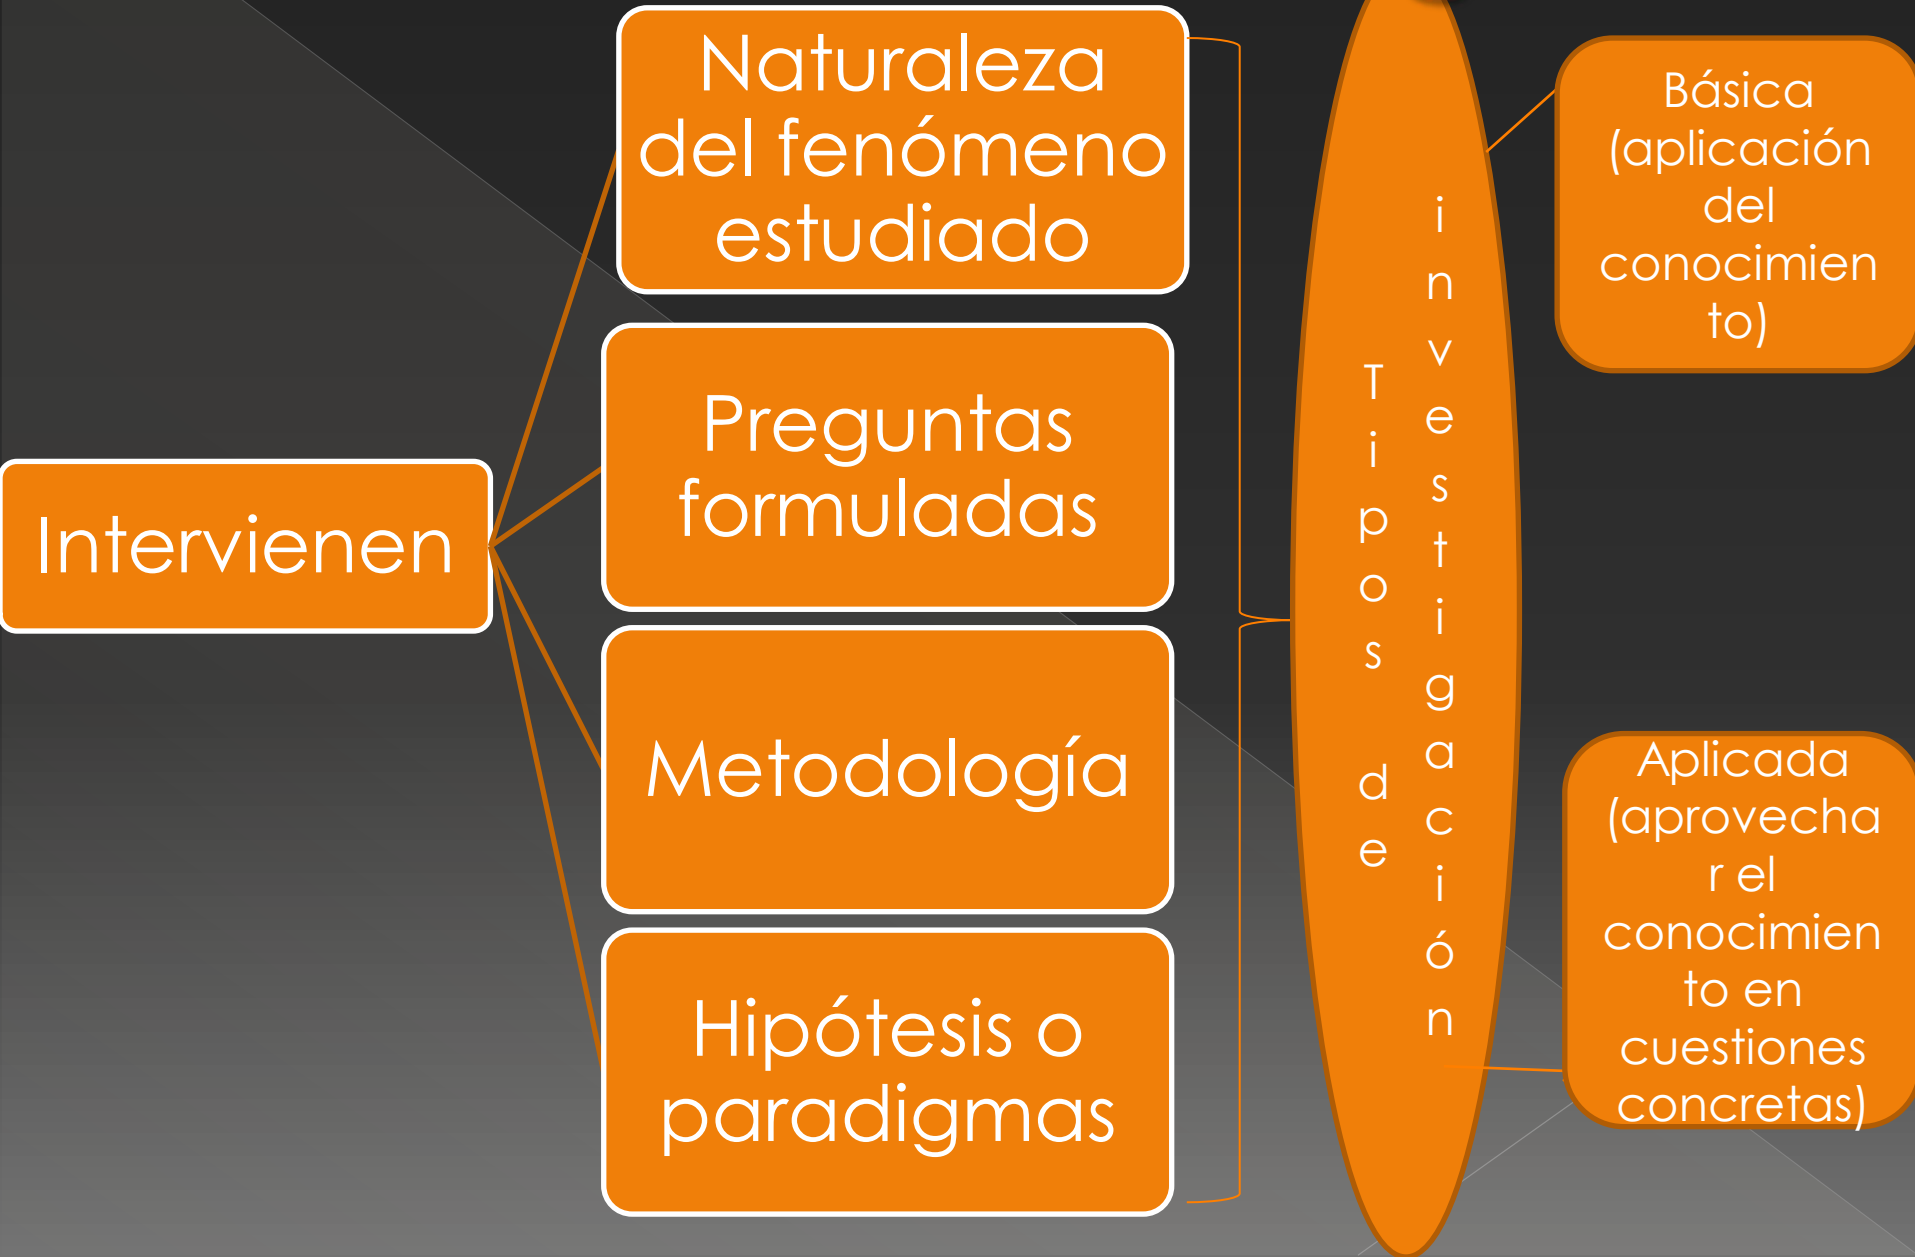 Intervienen
Naturaleza
del fenómeno
estudiado
Preguntas
formuladas
Metodología
Hipótesis o
paradigmas
Tipos de
investigación
Básica
(aplicación
del
conocimien
to)
Aplicada
(aprovecha
r el
conocimien
to en
cuestiones
concretas)